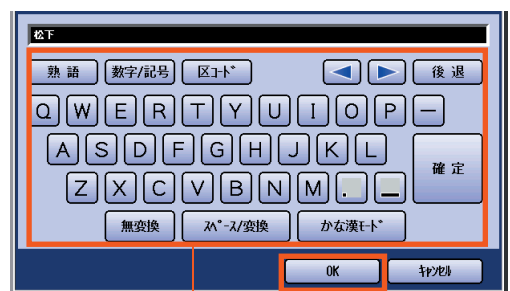 松下
熟 語 数字/記号 区ｺｰﾄﾞ 後 退
Q W E R T Y U I O P ー
A S D F G H J K L
確 定
Z X C V B N M . _
無変換 ｽﾍﾟｰｽ/変換 かな漢ﾓｰﾄﾞ
OK ｷｬﾝｾﾙ